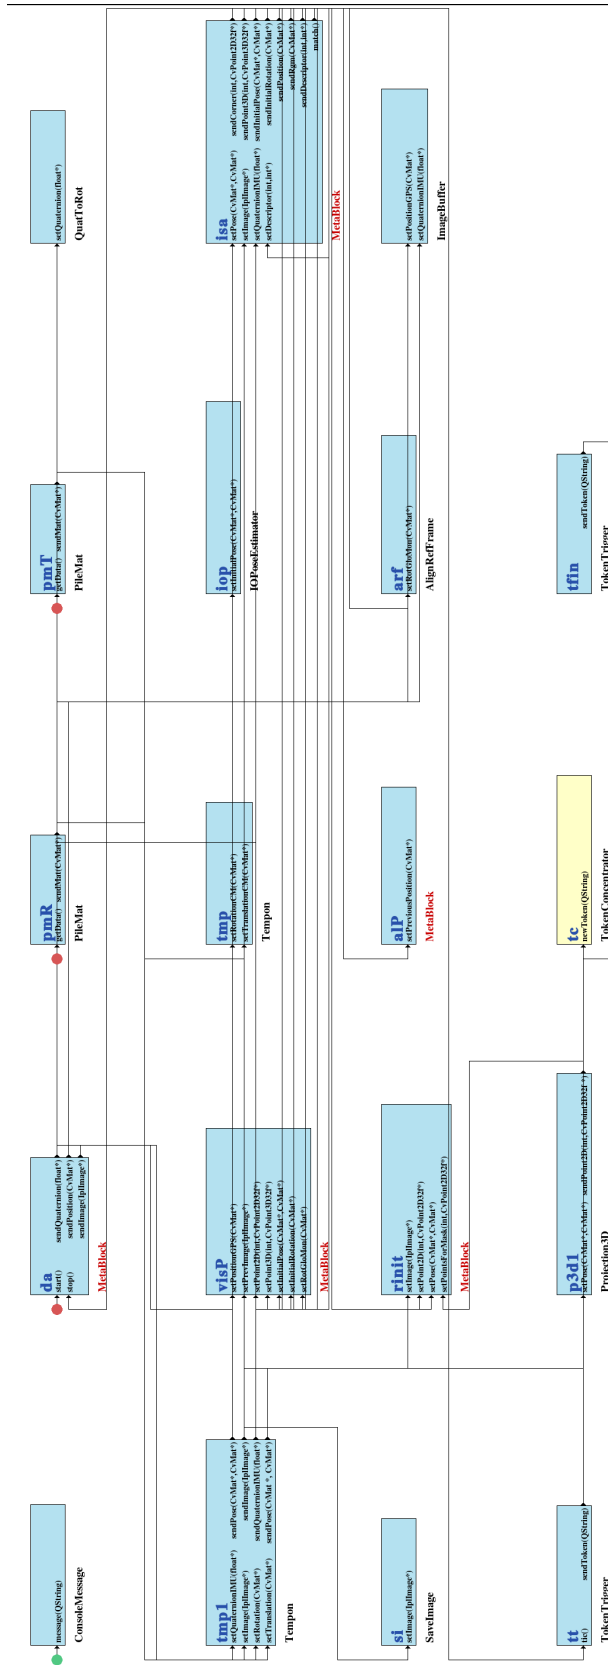 message(QString)
ConsoleMessage
da
start()
sendQuaternion(float*)
stop()
sendPosition(CvMat*)
sendImage(IplImage*)
MetaBlock
pmR
getData() sendMat(CvMat*)
PileMat
pmT
getData() sendMat(CvMat*)
PileMat
setQuaternion(float*)
QuatToRot
tmp1
setQuaternionIMU(float*) sendPose(CvMat*,CvMat*)
setImage(IplImage*) sendImage(IplImage*)
setRotation(CvMat*) sendQuaternionIMU(float*)
setTranslation(CvMat*) sendPose(CvMat *, CvMat*)
Tempon
visP
setPositionGPS(CvMat*)
setPrevImage(IplImage*)
setPoint2D(int,CvPoint2D32f*)
setPoint3D(int,CvPoint3D32f*)
setInitialPose(CvMat*,CvMat*)
setInitialRotation(CvMat*)
setRotGloMon(CvMat*)
MetaBlock
tmp
setRotationCM(CvMat*)
setTranslationCM(CvMat*)
Tempon
iop
setInitialPose(CvMat*,CvMat*)
IOPoseEstimator
isa
sendCorner(int,CvPoint2D32f*)
setPose(CvMat*,CvMat*) sendPoint3D(int,CvPoint3D32f*)
setImage(IplImage*) sendInitialPose(CvMat*,CvMat*)
setQuaternionIMU(float*) sendInitialRotation(CvMat*)
setDescriptor(int,int*) sendPosition(CvMat*)
sendRgm(CvMat*)
sendDescriptor(int,int*)
match()
MetaBlock
si
setImage(IplImage*)
SaveImage
rinit
setImage(IplImage*)
setPoint2D(int,CvPoint2D32f*)
setPose(CvMat*,CvMat*)
setPointsForMask(int,CvPoint2D32f*)
MetaBlock
alP
setPreviousPosition(CvMat*)
MetaBlock
arf
setRotGloMon(CvMat*)
AlignRefFrame
setPositionGPS(CvMat*)
setQuaternionIMU(float*)
ImageBuffer
tt
tic() sendToken(QString)
TokenTrigger
p3d1
setPose(CvMat*,CvMat*) sendPoint2D(int,CvPoint2D32f *)
Projection3D
tc
newToken(QString)
TokenConcentrator
tfin
sendToken(QString)
TokenTrigger